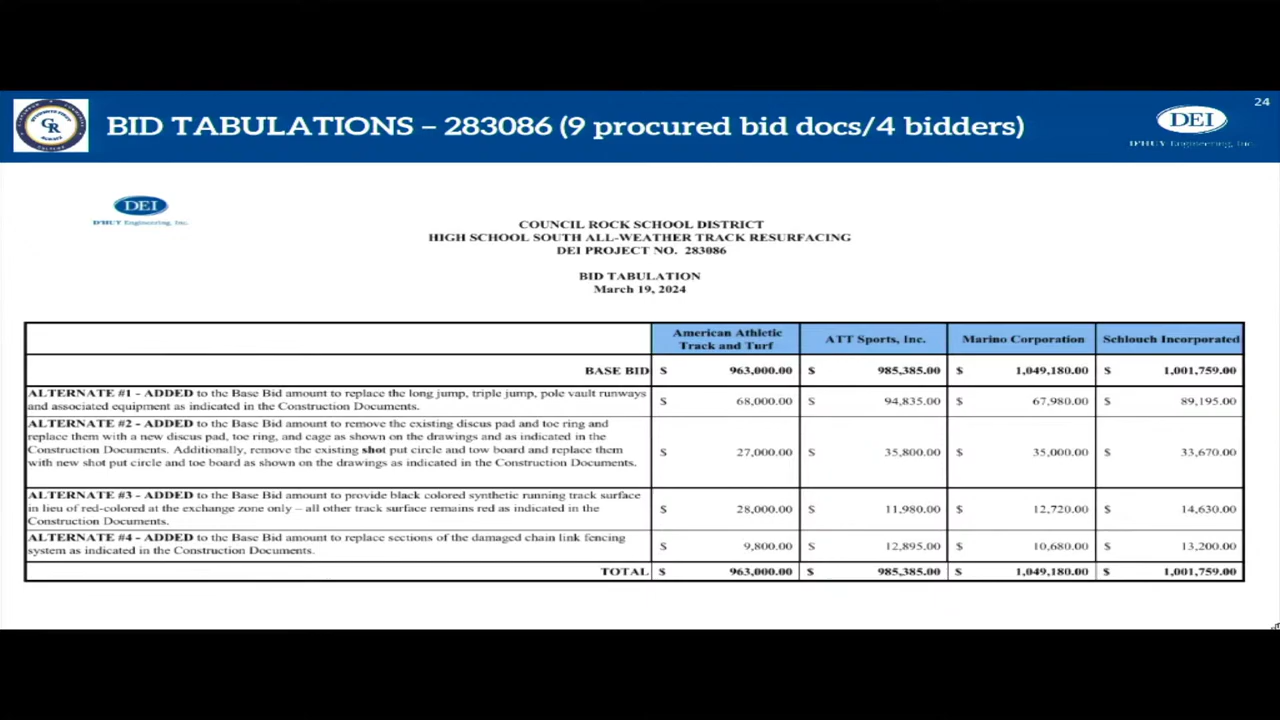 24
BID TABULATIONS – 283086 (9 procured bid docs/4 bidders)
DEI
D'HUY Engineering, Inc.
CR
DEI
D'HUY Engineering, Inc.
COUNCIL ROCK SCHOOL DISTRICT
HIGH SCHOOL SOUTH ALL-WEATHER TRACK RESURFACING
DEI PROJECT NO. 283086
BID TABULATION
March 19, 2024
American Athletic
Track and Turf
ATT Sports, Inc.
Marino Corporation
Schlouch Incorporated
BASE BID $ 963,000.00 $ 985,385.00 $ 1,049,180.00 $ 1,001,759.00
ALTERNATE #1 - ADDED to the Base Bid amount to replace the long jump, triple jump, pole vault runways
and associated equipment as indicated in the Construction Documents.
$ 68,000.00 $ 94,835.00 $ 67,980.00 $ 89,195.00
ALTERNATE #2 - ADDED to the Base Bid amount to remove the existing discus pad and toe ring and
replace them with a new discus pad, toe ring, and cage as shown on the drawings and as indicated in the
Construction Documents. Additionally, remove the existing shot put circle and tow board and replace them
with new shot put circle and toe board as shown on the drawings as indicated in the Construction Documents.
$ 27,000.00 $ 35,800.00 $ 35,000.00 $ 33,670.00
ALTERNATE #3 - ADDED to the Base Bid amount to provide black colored synthetic running track surface
in lieu of red-colored at the exchange zone only – all other track surface remains red as indicated in the
Construction Documents.
$ 28,000.00 $ 11,980.00 $ 12,720.00 $ 14,630.00
ALTERNATE #4 - ADDED to the Base Bid amount to replace sections of the damaged chain link fencing
system as indicated in the Construction Documents.
$ 9,800.00 $ 12,895.00 $ 10,680.00 $ 13,200.00
TOTAL $ 963,000.00 $ 985,385.00 $ 1,049,180.00 $ 1,001,759.00